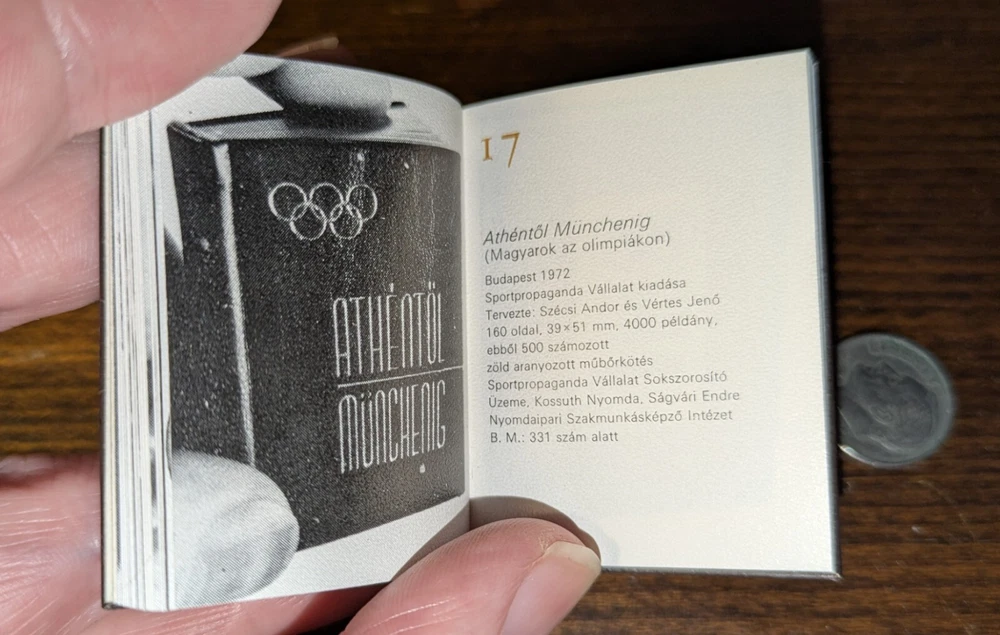 ATHÉNTŐL
MÜNCHENIG
17
Athéntől Münchenig
(Magyarok az olimpiákon)
Budapest 1972
Sportpropaganda Vállalat kiadása
Tervezte: Szécsi Andor és Vértes Jenő
160 oldal, 39×51 mm, 4000 példány,
ebből 500 számozott
zöld aranyozott műbőrkötés
Sportpropaganda Vállalat Sokszorosító
Üzeme, Kossuth Nyomda, Ságvári Endre
Nyomdaipari Szakmunkásképző Intézet
B. M.: 331 szám alatt